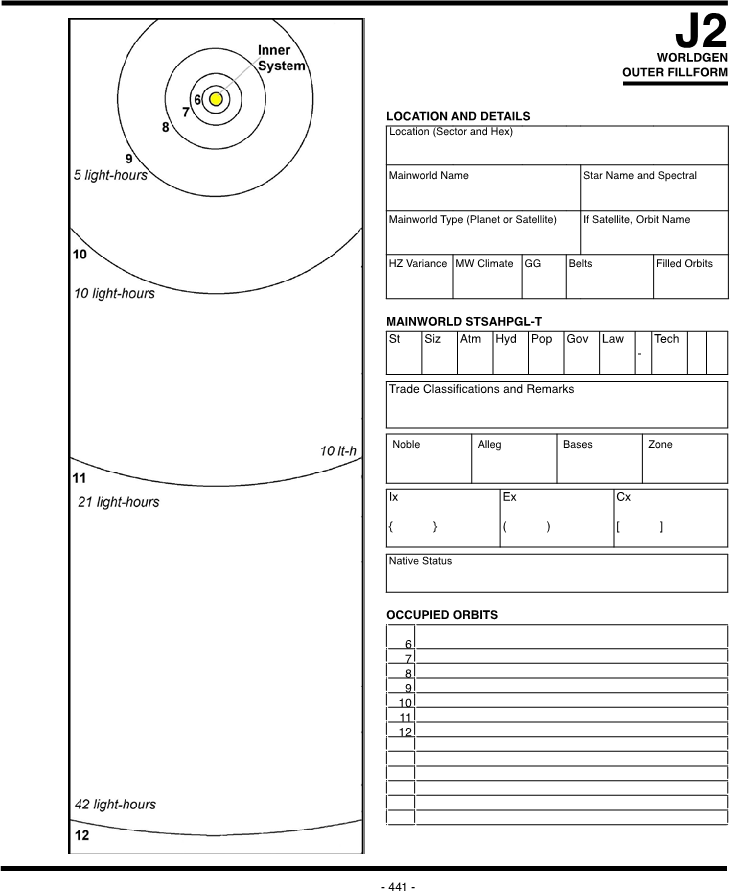 Inner
System
6
7
8
9
5 light-hours
10
10 light-hours
10 lt-h
11
21 light-hours
42 light-hours
12
J2
WORLDGEN
OUTER FILLFORM
LOCATION AND DETAILS
Location (Sector and Hex)
Mainworld Name Star Name and Spectral
Mainworld Type (Planet or Satellite) If Satellite, Orbit Name
HZ Variance MW Climate GG Belts Filled Orbits
MAINWORLD STSAHPGL-T
St Siz Atm Hyd Pop Gov Law - Tech
Trade Classifications and Remarks
Noble Alleg Bases Zone
Ix Ex Cx
{ } ( ) [ ]
Native Status
OCCUPIED ORBITS
6
7
8
9
10
11
12
- 441 -